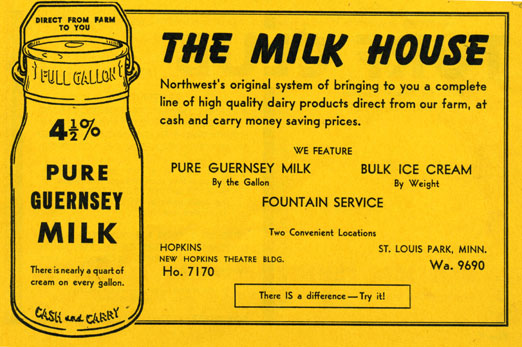 DIRECT FROM FARM
TO YOU
FULL GALLON
4½%
PURE
GUERNSEY
MILK
There is nearly a quart of
cream on every gallon.
CASH and CARRY
THE MILK HOUSE
Northwest's original system of bringing to you a complete
line of high quality dairy products direct from our farm, at
cash and carry money saving prices.
WE FEATURE
PURE GUERNSEY MILK
By the Gallon
BULK ICE CREAM
By Weight
FOUNTAIN SERVICE
Two Convenient Locations
HOPKINS
NEW HOPKINS THEATRE BLDG.
Ho. 7170
ST. LOUIS PARK, MINN.
Wa. 9690
There IS a difference—Try it!